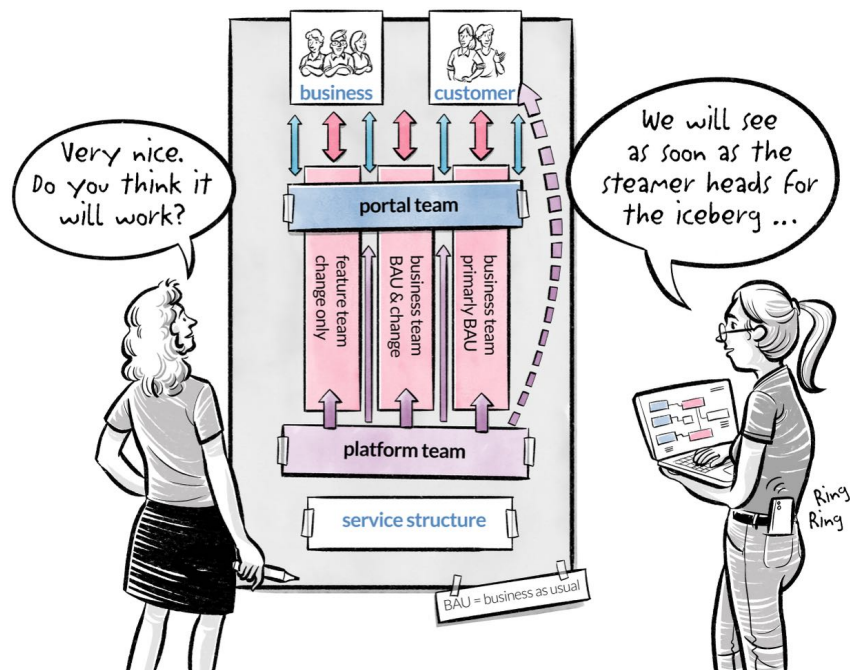 business
customer
Very nice.
Do you think it
will work?
We will see
as soon as the
steamer heads for
the iceberg ...
portal team
feature team
change only
business team
BAU & change
business team
primarly BAU
platform team
service structure
BAU = business as usual
Ring
Ring